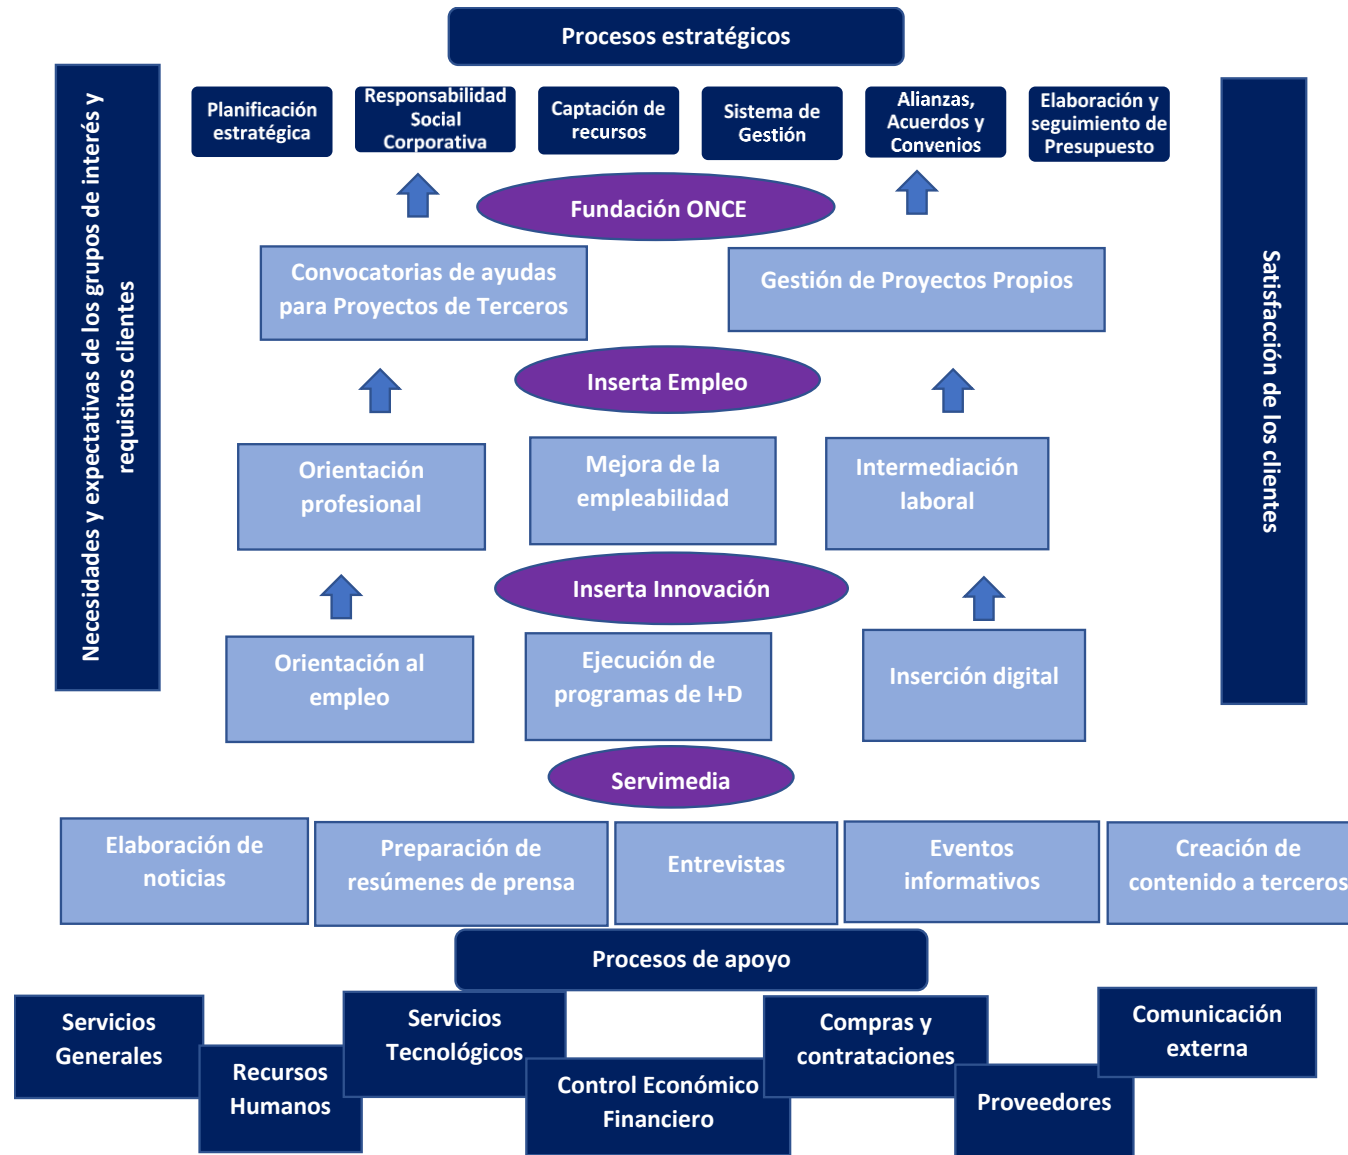 Procesos estratégicos
Necesidades y expectativas de los grupos de interés y
requisitos clientes
Planificación
estratégica
Responsabilidad
Social
Corporativa
Captación de
recursos
Sistema de
Gestión
Alianzas,
Acuerdos y
Convenios
Elaboración y
seguimiento de
Presupuesto
Satisfacción de los clientes
Fundación ONCE
Convocatorias de ayudas
para Proyectos de Terceros
Gestión de Proyectos Propios
Inserta Empleo
Orientación
profesional
Mejora de la
empleabilidad
Intermediación
laboral
Inserta Innovación
Orientación al
empleo
Ejecución de
programas de I+D
Inserción digital
Servimedia
Elaboración de
noticias
Preparación de
resúmenes de prensa
Entrevistas
Eventos
informativos
Creación de
contenido a terceros
Procesos de apoyo
Servicios
Generales
Recursos
Humanos
Servicios
Tecnológicos
Control Económico
Financiero
Compras y
contrataciones
Proveedores
Comunicación
externa